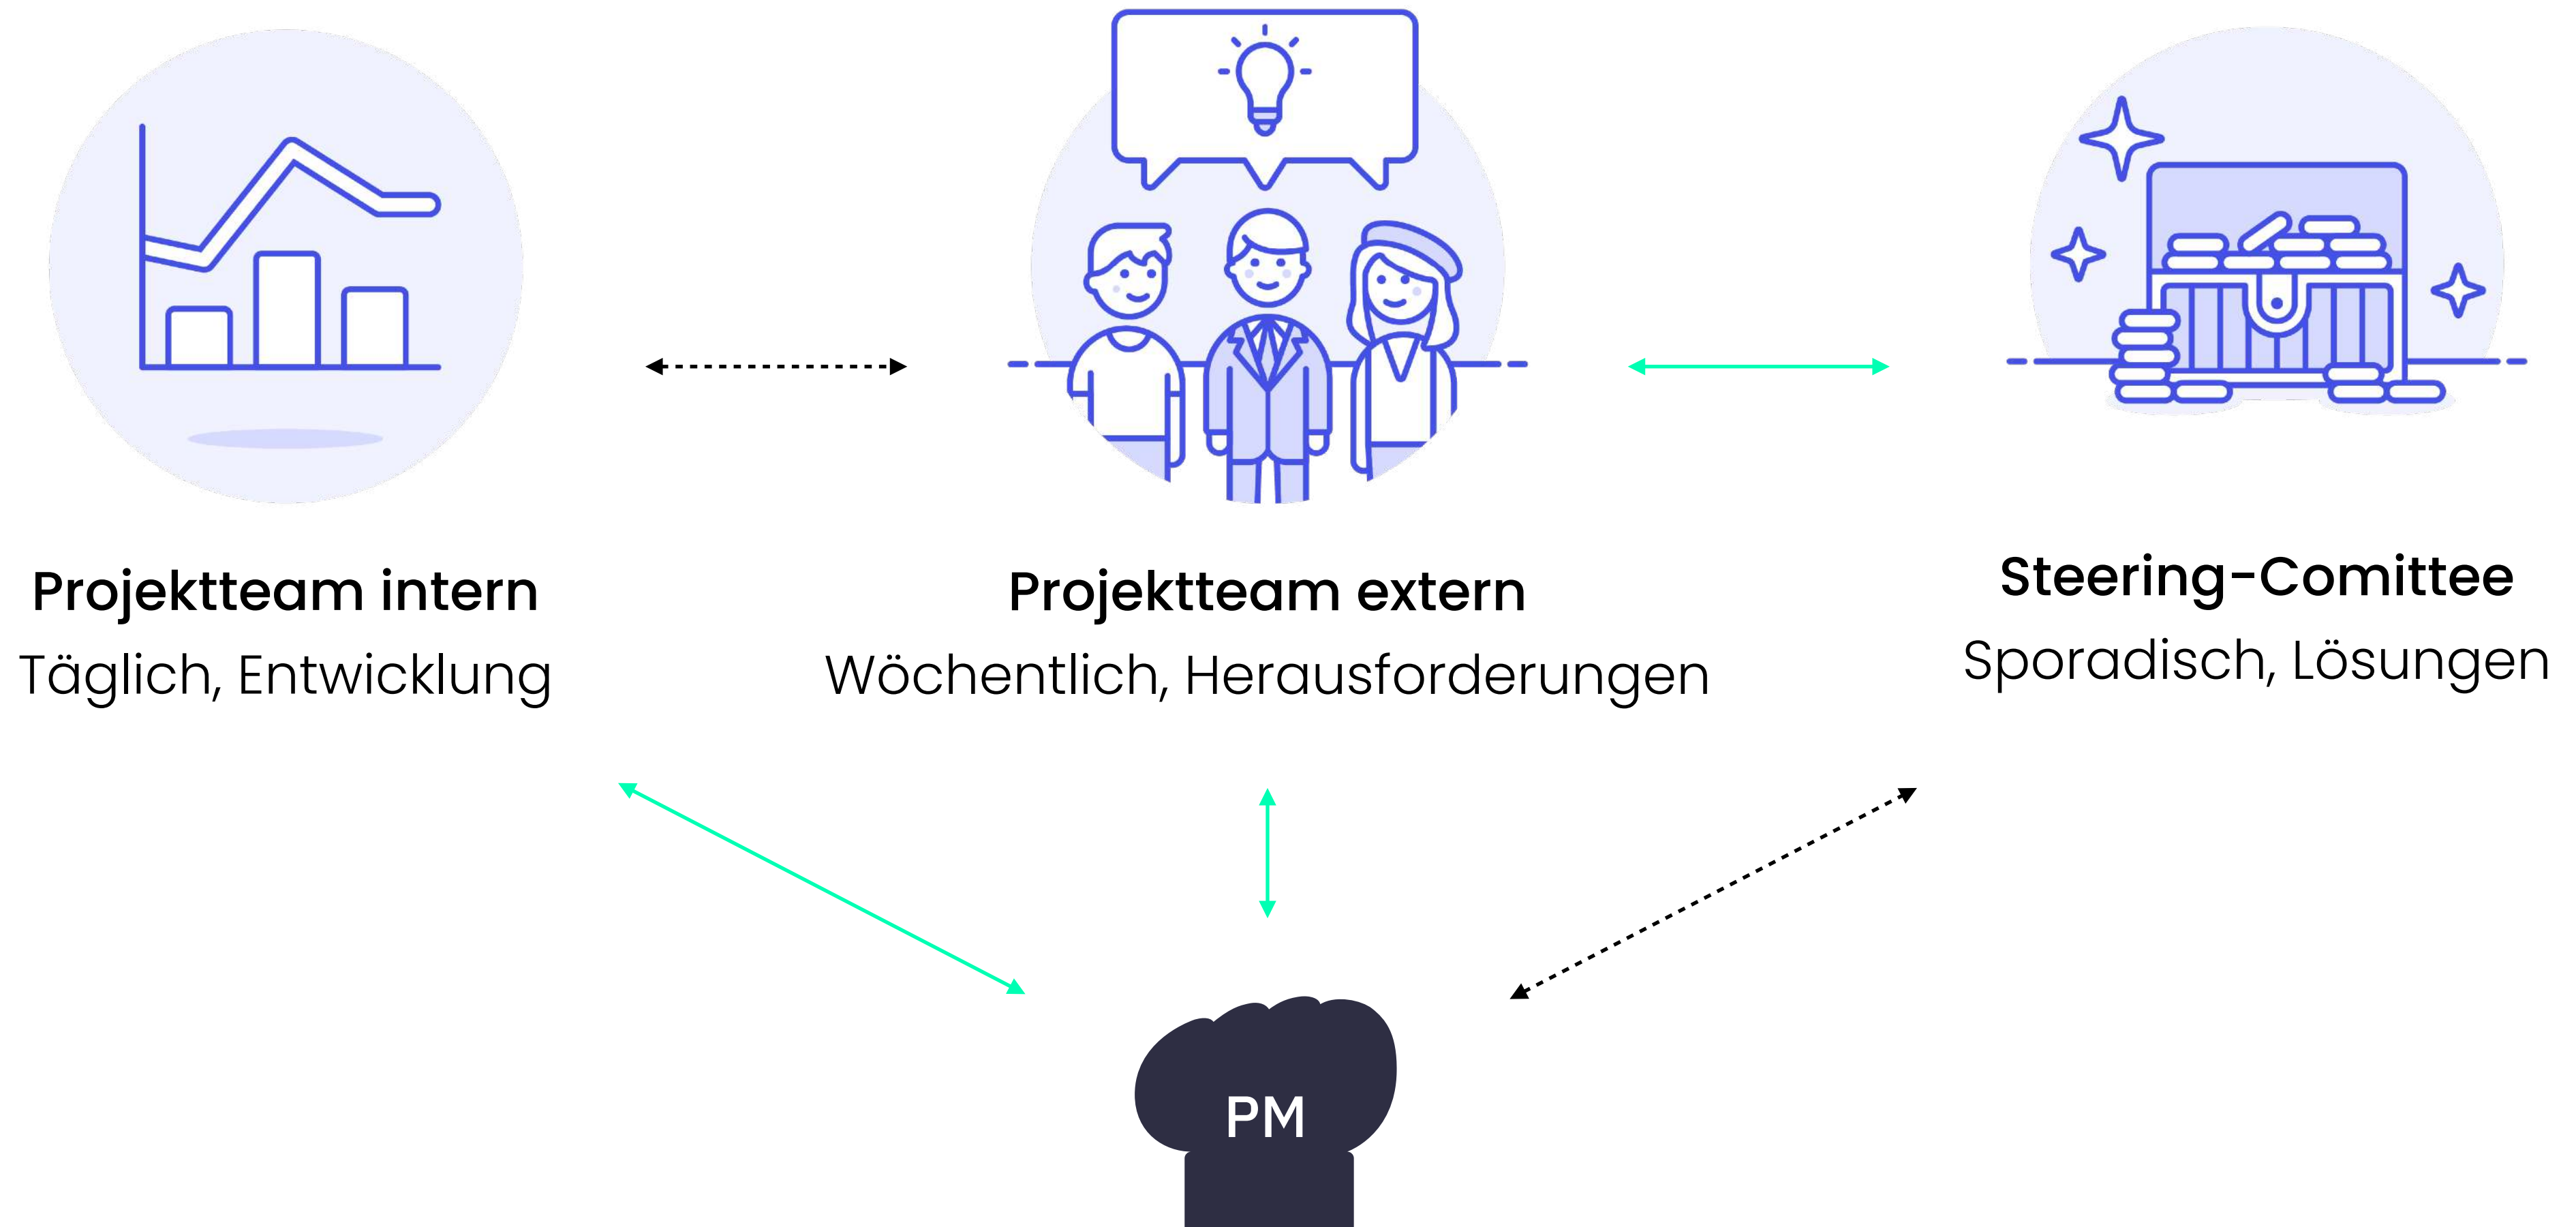 Projektteam intern
Täglich, Entwicklung
Projektteam extern
Wöchentlich, Herausforderungen
Steering-Comittee
Sporadisch, Lösungen
PM